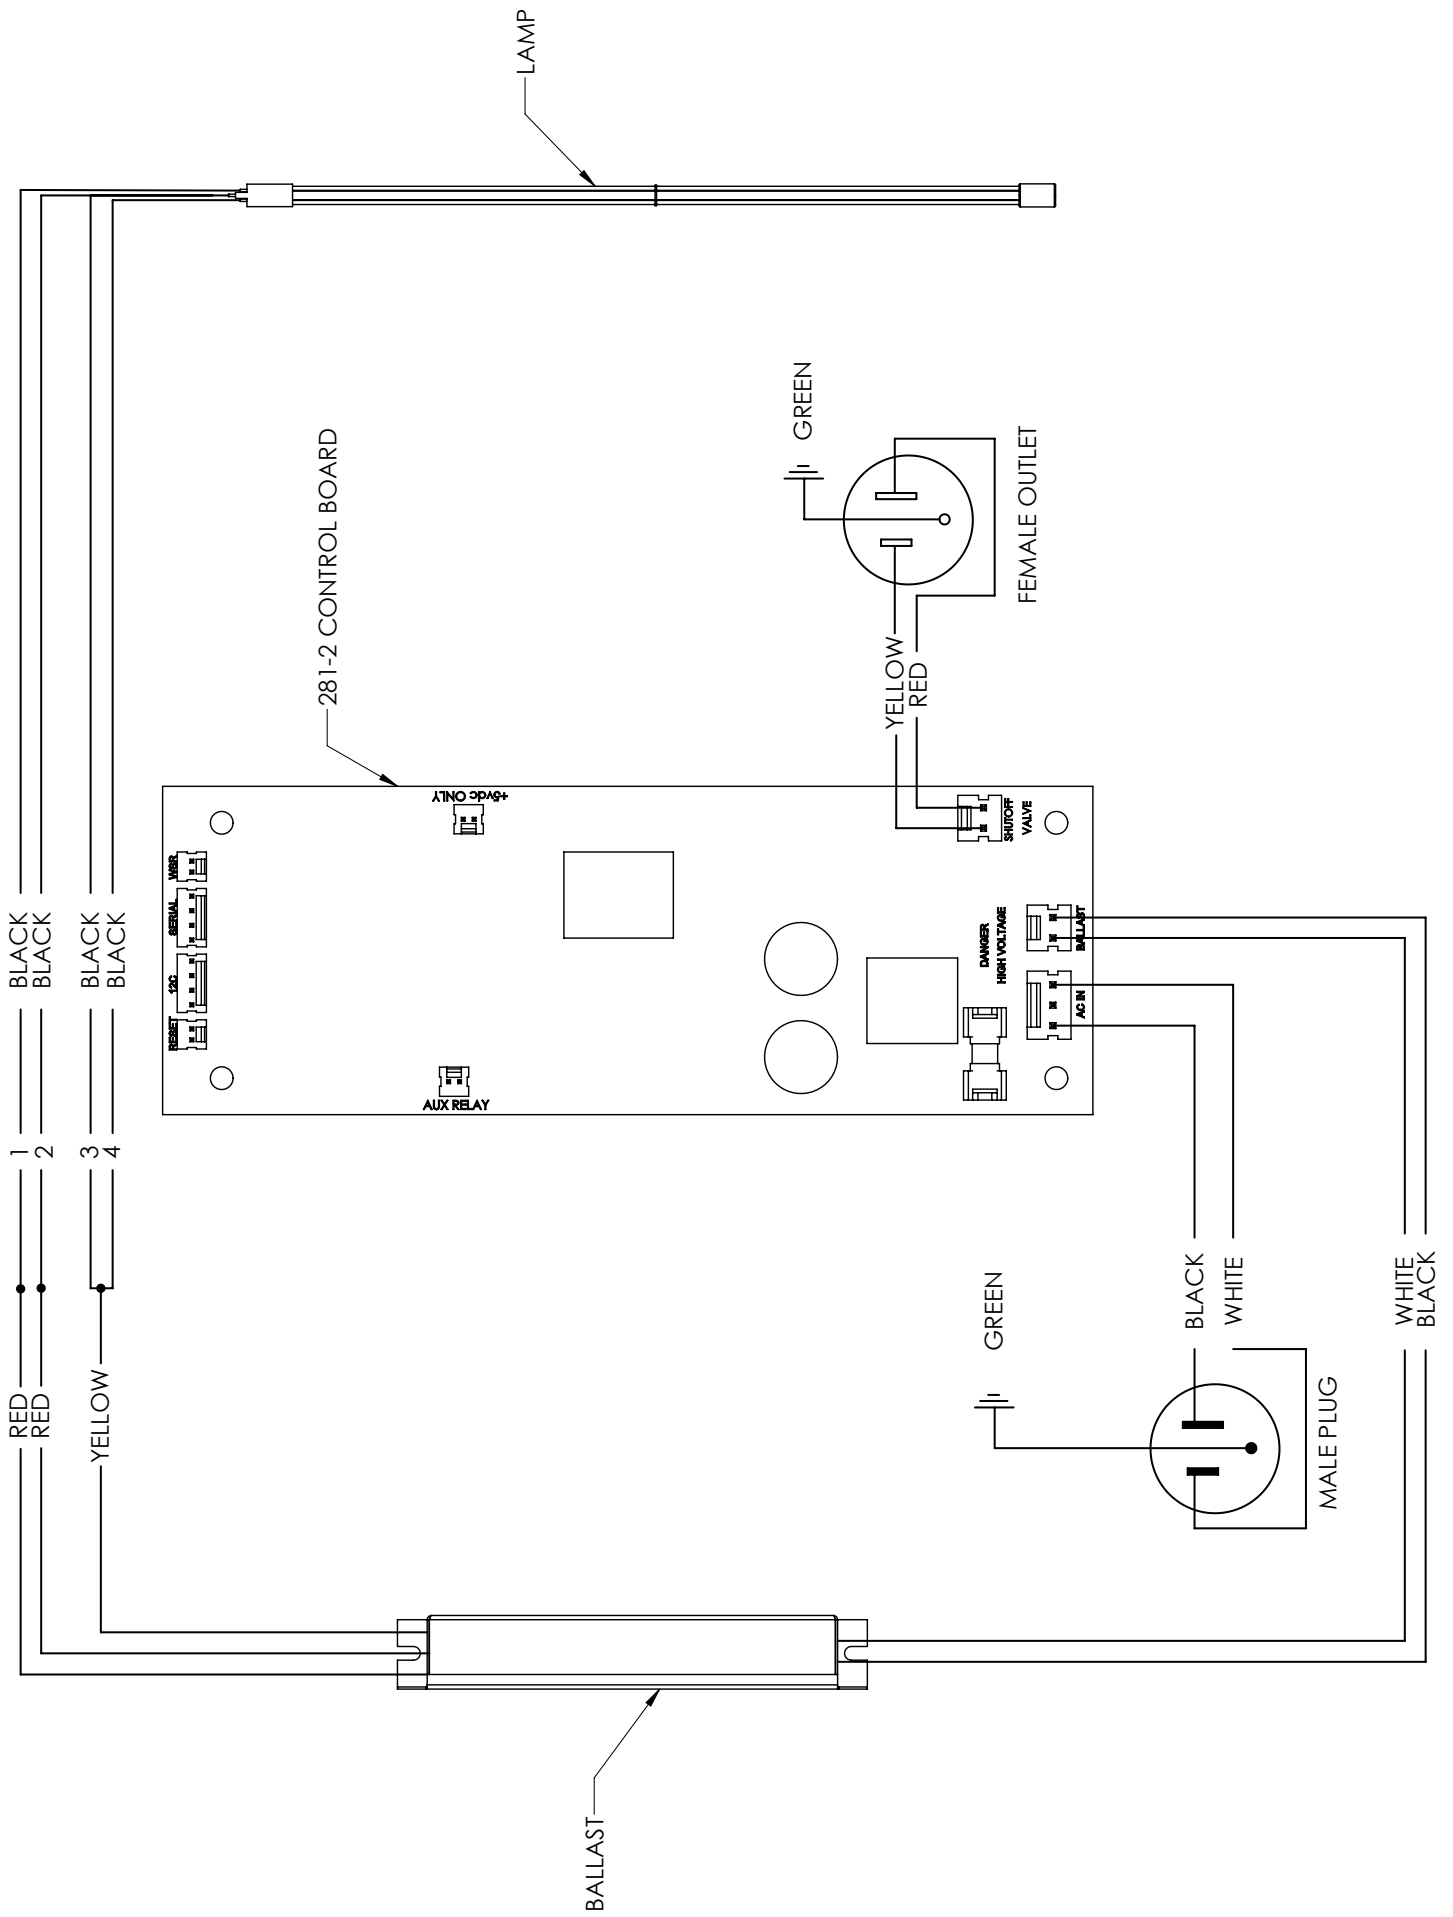 LAMP
BLACK
BLACK
BLACK
BLACK
1
2
3
4
RED
RED
YELLOW
281-2 CONTROL BOARD
WSR
SERIAL
12C
RESET
+5vdc ONLY
AUX RELAY
SHUTOFF
VALVE
DANGER
HIGH VOLTAGE
BALLAST
AC IN
GREEN
YELLOW
RED
FEMALE OUTLET
GREEN
BLACK
WHITE
MALE PLUG
WHITE
BLACK
BALLAST